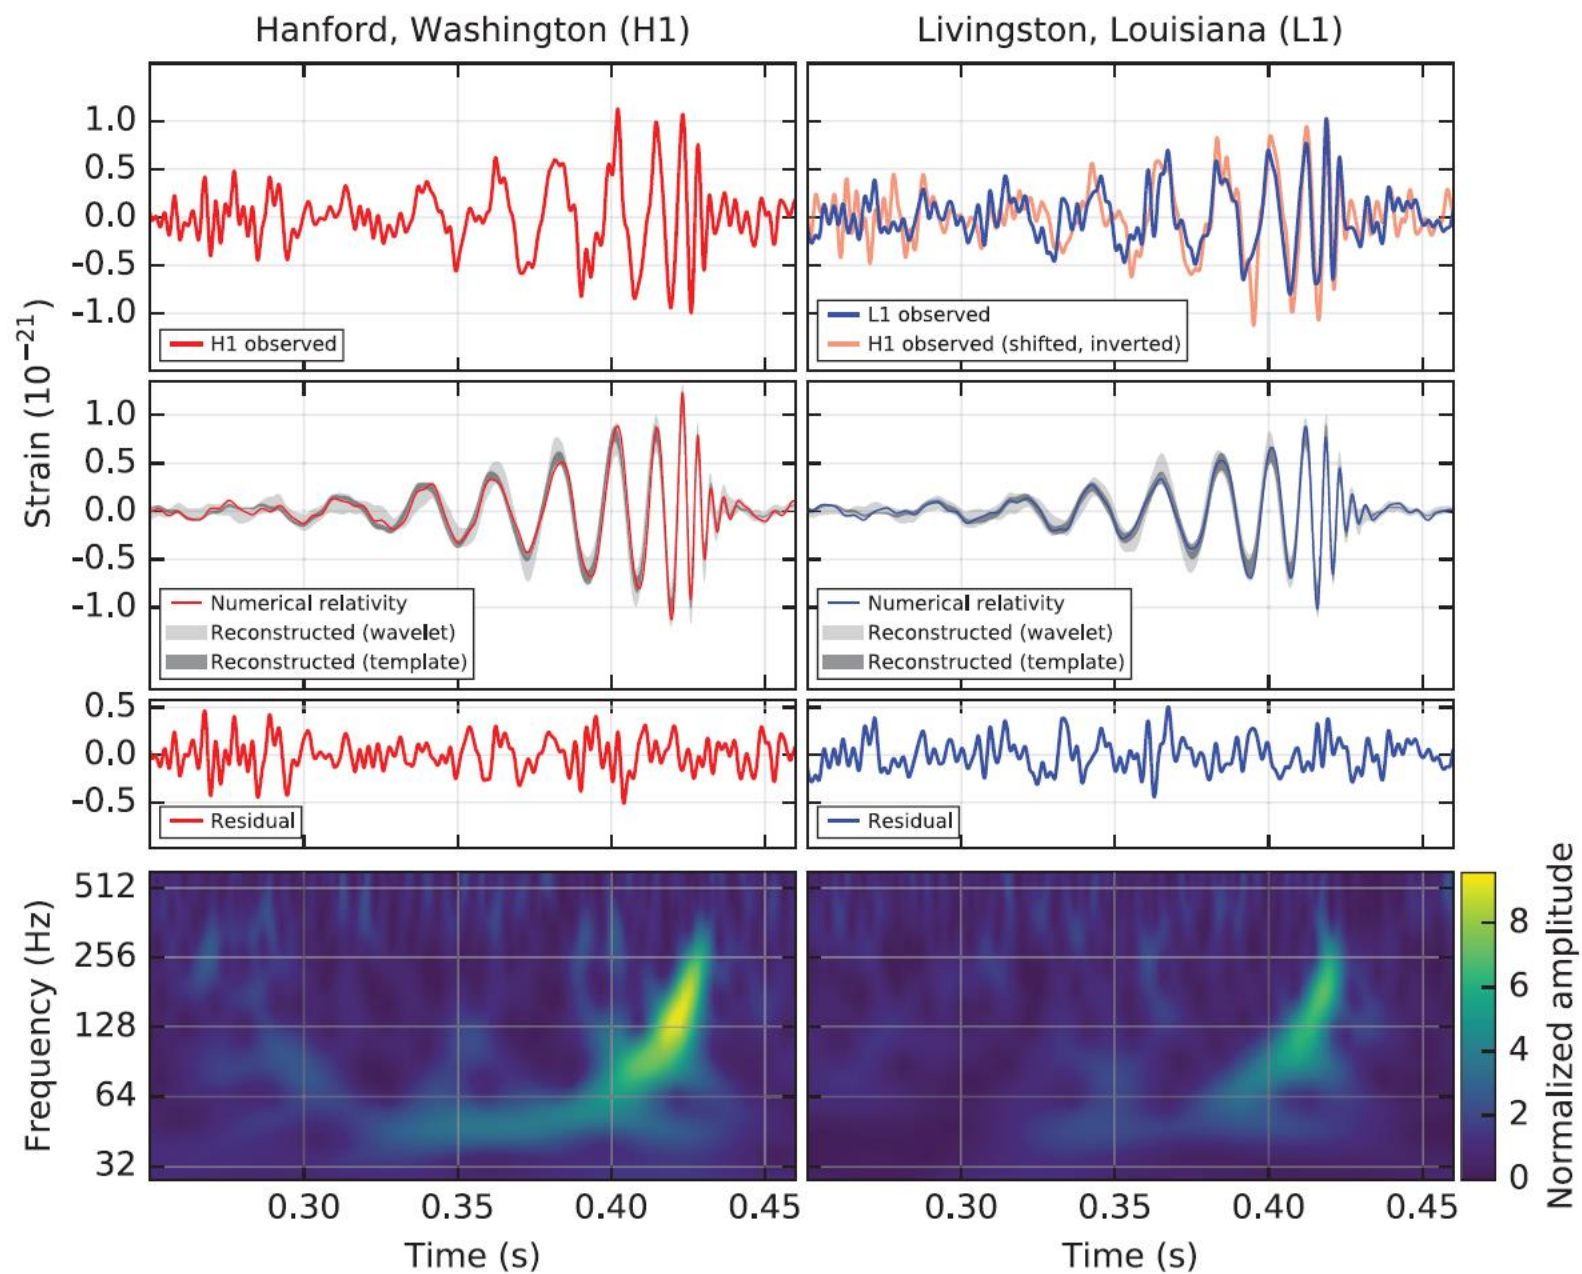 Hanford, Washington (H1)
Livingston, Louisiana (L1)
Strain (10⁻²¹)
1.0
0.5
0.0
-0.5
-1.0
H1 observed
L1 observed
H1 observed (shifted, inverted)
1.0
0.5
0.0
-0.5
-1.0
Numerical relativity
Reconstructed (wavelet)
Reconstructed (template)
Numerical relativity
Reconstructed (wavelet)
Reconstructed (template)
0.5
0.0
-0.5
Residual
Residual
Frequency (Hz)
512
256
128
64
32
Normalized amplitude
8
6
4
2
0
0.30 0.35 0.40 0.45
0.30 0.35 0.40 0.45
Time (s)
Time (s)